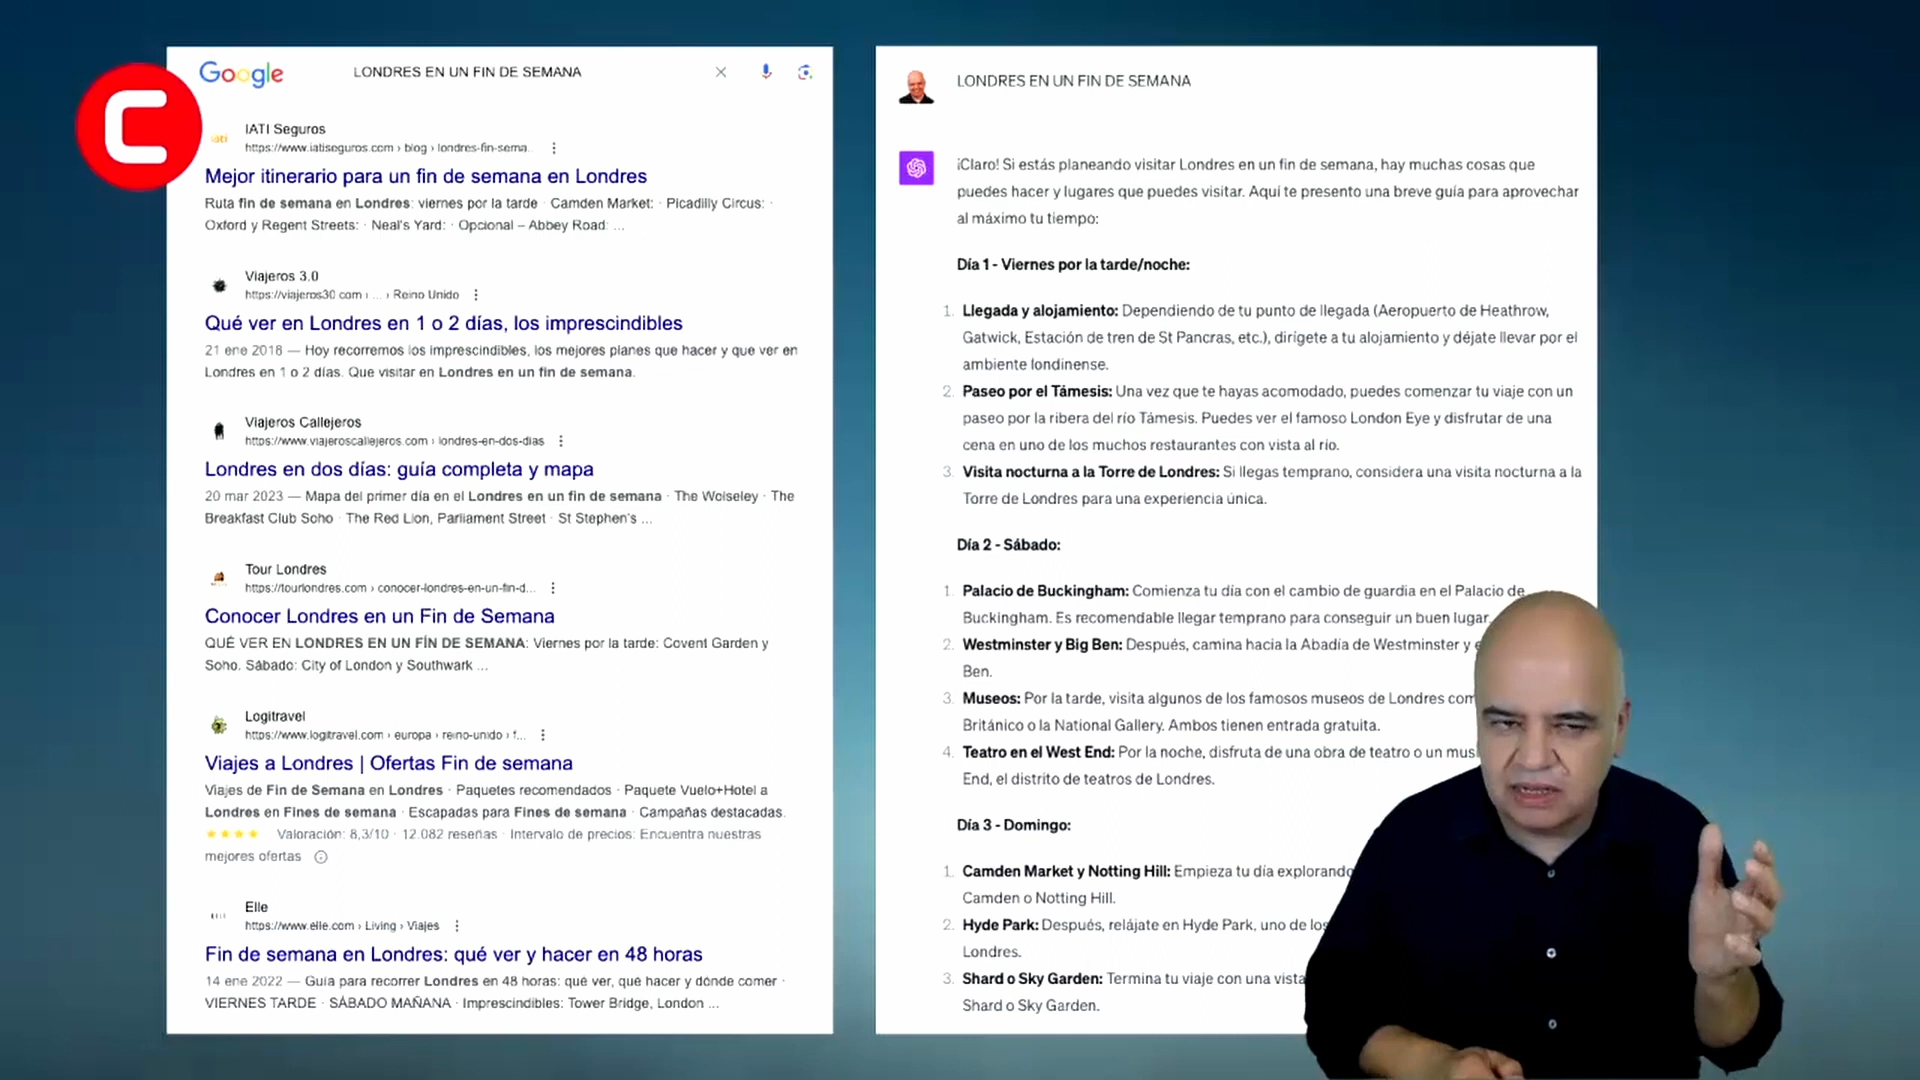 C
Google
LONDRES EN UN FIN DE SEMANA
iati
IATI Seguros
https://www.iatiseguros.com › blog › londres-fin-sema...
Mejor itinerario para un fin de semana en Londres
Ruta fin de semana en Londres: viernes por la tarde · Camden Market: · Picadilly Circus: ·
Oxford y Regent Streets: · Neal's Yard: · Opcional – Abbey Road: ...
Viajeros 3.0
https://viajeros30.com › ... › Reino Unido
Qué ver en Londres en 1 o 2 días, los imprescindibles
21 ene 2018 — Hoy recorremos los imprescindibles, los mejores planes que hacer y que ver en
Londres en 1 o 2 días. Que visitar en Londres en un fin de semana.
Viajeros Callejeros
https://www.viajeroscallejeros.com › londres-en-dos-dias
Londres en dos días: guía completa y mapa
20 mar 2023 — Mapa del primer día en el Londres en un fin de semana · The Wolseley · The
Breakfast Club Soho · The Red Lion, Parliament Street · St Stephen's ...
Tour Londres
https://tourlondres.com › conocer-londres-en-un-fin-d...
Conocer Londres en un Fin de Semana
QUÉ VER EN LONDRES EN UN FÍN DE SEMANA: Viernes por la tarde: Covent Garden y
Soho. Sábado: City of London y Southwark ...
Logitravel
https://www.logitravel.com › europa › reino-unido › f...
Viajes a Londres | Ofertas Fin de semana
Viajes de Fin de Semana en Londres · Paquetes recomendados · Paquete Vuelo+Hotel a
Londres en Fines de semana · Escapadas para Fines de semana · Campañas destacadas.
Valoración: 8,3/10 · 12.082 reseñas · Intervalo de precios: Encuentra nuestras
mejores ofertas
Elle
https://www.elle.com › Living › Viajes
Fin de semana en Londres: qué ver y hacer en 48 horas
14 ene 2022 — Guía para recorrer Londres en 48 horas: qué ver, qué hacer y dónde comer ·
VIERNES TARDE · SÁBADO MAÑANA · Imprescindibles: Tower Bridge, London ...
LONDRES EN UN FIN DE SEMANA
¡Claro! Si estás planeando visitar Londres en un fin de semana, hay muchas cosas que
puedes hacer y lugares que puedes visitar. Aquí te presento una breve guía para aprovechar
al máximo tu tiempo:
Día 1 - Viernes por la tarde/noche:
1. Llegada y alojamiento: Dependiendo de tu punto de llegada (Aeropuerto de Heathrow,
Gatwick, Estación de tren de St Pancras, etc.), dirígete a tu alojamiento y déjate llevar por el
ambiente londinense.
2. Paseo por el Támesis: Una vez que te hayas acomodado, puedes comenzar tu viaje con un
paseo por la ribera del río Támesis. Puedes ver el famoso London Eye y disfrutar de una
cena en uno de los muchos restaurantes con vista al río.
3. Visita nocturna a la Torre de Londres: Si llegas temprano, considera una visita nocturna a la
Torre de Londres para una experiencia única.
Día 2 - Sábado:
1. Palacio de Buckingham: Comienza tu día con el cambio de guardia en el Palacio de
Buckingham. Es recomendable llegar temprano para conseguir un buen lugar.
2. Westminster y Big Ben: Después, camina hacia la Abadía de Westminster y
Ben.
3. Museos: Por la tarde, visita algunos de los famosos museos de Londres com
Británico o la National Gallery. Ambos tienen entrada gratuita.
4. Teatro en el West End: Por la noche, disfruta de una obra de teatro o un mus
End, el distrito de teatros de Londres.
Día 3 - Domingo:
1. Camden Market y Notting Hill: Empieza tu día explorando
Camden o Notting Hill.
2. Hyde Park: Después, relájate en Hyde Park, uno de los
Londres.
3. Shard o Sky Garden: Termina tu viaje con una vista
Shard o Sky Garden.